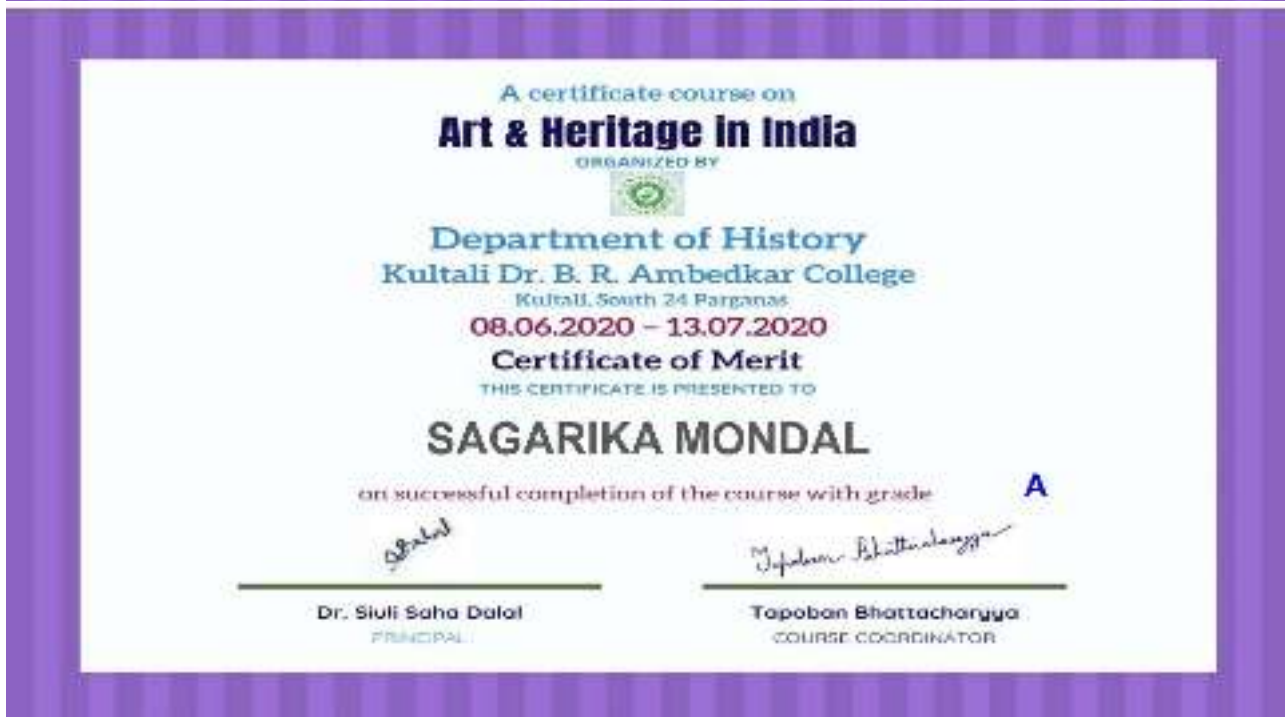 A certificate course on
Art & Heritage in India
ORGANIZED BY
Department of History
Kultali Dr. B. R. Ambedkar College
Kultali, South 24 Parganas
08.06.2020 – 13.07.2020
Certificate of Merit
THIS CERTIFICATE IS PRESENTED TO
SAGARIKA MONDAL
on successful completion of the course with grade A
Tapoban Bhattacharyya
Dr. Siuli Saha Dalal
PRINCIPAL
Tapoban Bhattacharyya
COURSE COORDINATOR